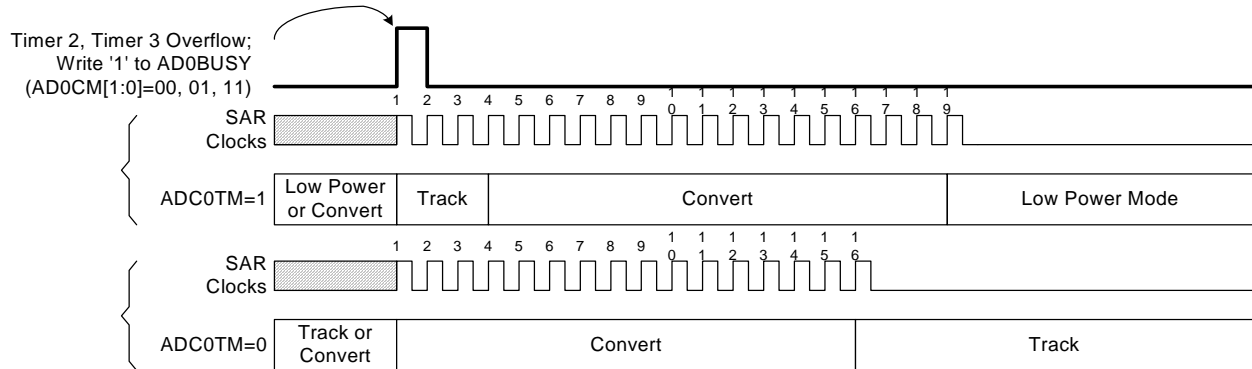 Timer 2, Timer 3 Overflow;
Write '1' to AD0BUSY
(AD0CM[1:0]=00, 01, 11)
1 2 3 4 5 6 7 8 9 10 11 12 13 14 15 16 17 18 19
SAR
Clocks
ADC0TM=1
Low Power
or Convert
Track
Convert
Low Power Mode
1 2 3 4 5 6 7 8 9 10 11 12 13 14 15 16
SAR
Clocks
ADC0TM=0
Track or
Convert
Convert
Track